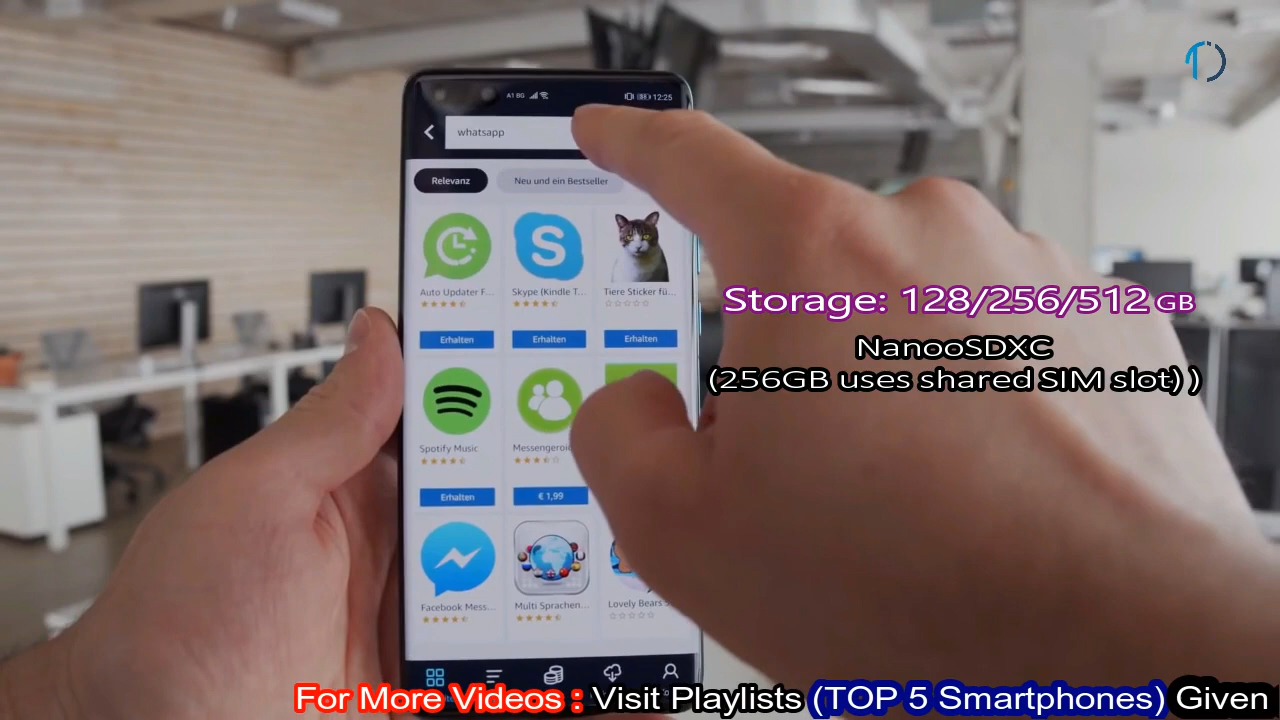 A1 BG
12:25
whatsapp
Relevanz
Neu und ein Bestseller
Auto Updater F...
Skype (Kindle T...
Tiere Sticker fü...
Erhalten
Erhalten
Erhalten
Storage: 128/256/512 GB
NanooSDXC
(256GB uses shared SIM slot) )
Spotify Music
Messengeroid
Erhalten
€ 1,99
Facebook Mess...
Multi Sprachen...
Lovely Bears S
For More Videos : Visit Playlists (TOP 5 Smartphones) Given